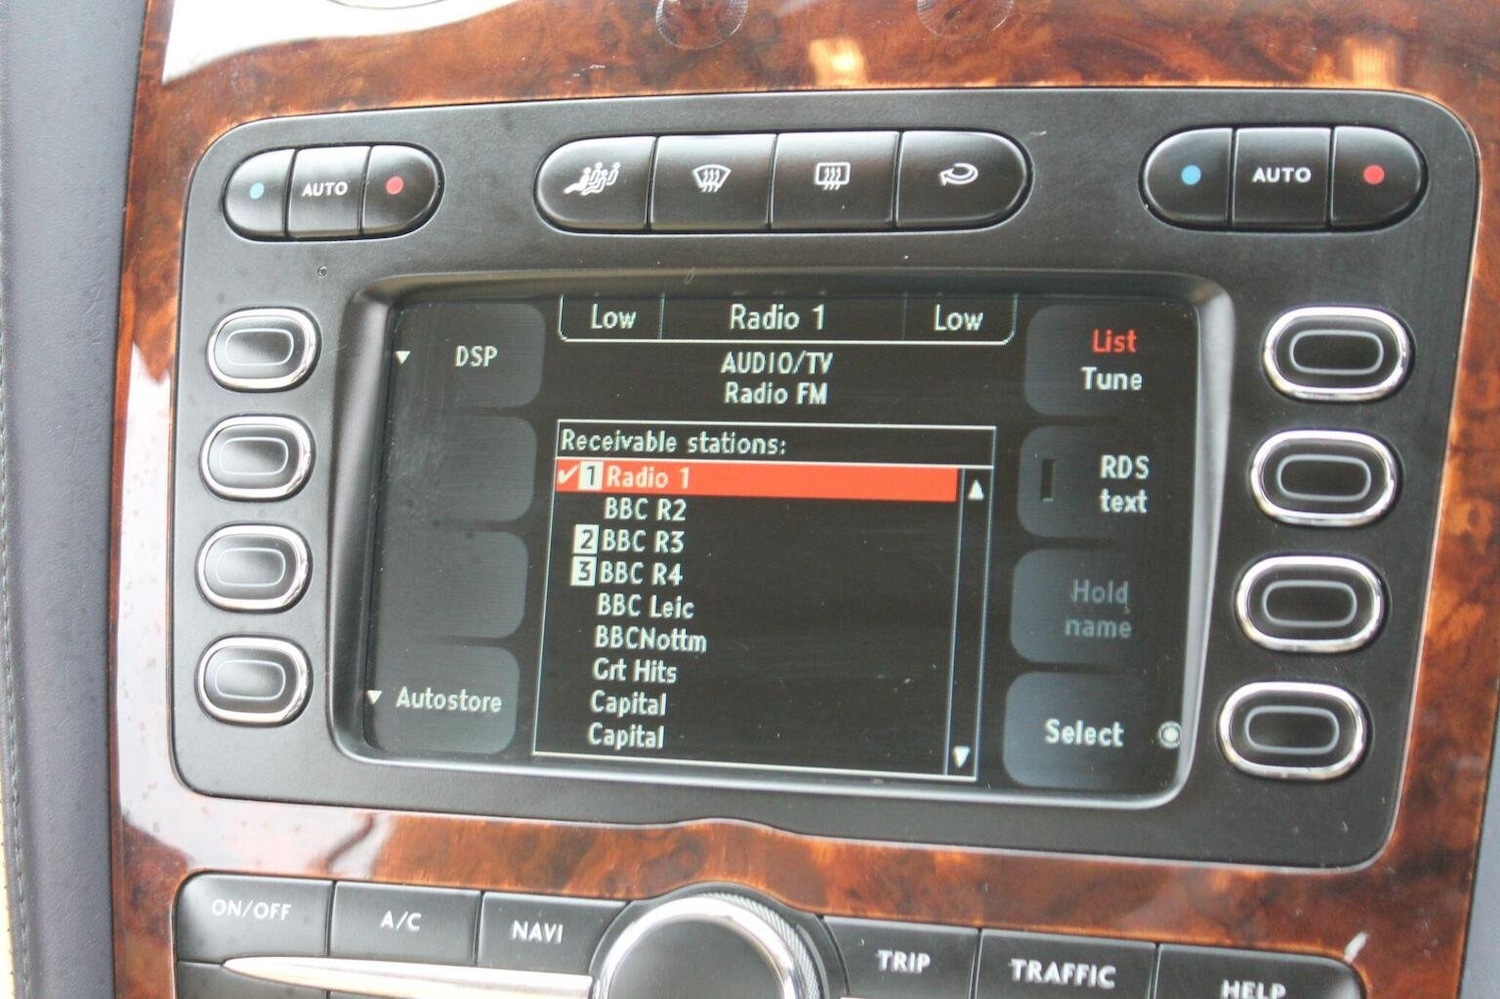 AUTO
AUTO
Low Radio 1 Low
AUDIO/TV
Radio FM
DSP
List
Tune
Receivable stations:
✓ 1 Radio 1
BBC R2
2 BBC R3
3 BBC R4
BBC Leic
BBCNottm
Grt Hits
Capital
Capital
RDS
text
Hold
name
Autostore
Select
ON/OFF
A/C
NAVI
TRIP
TRAFFIC
HELP